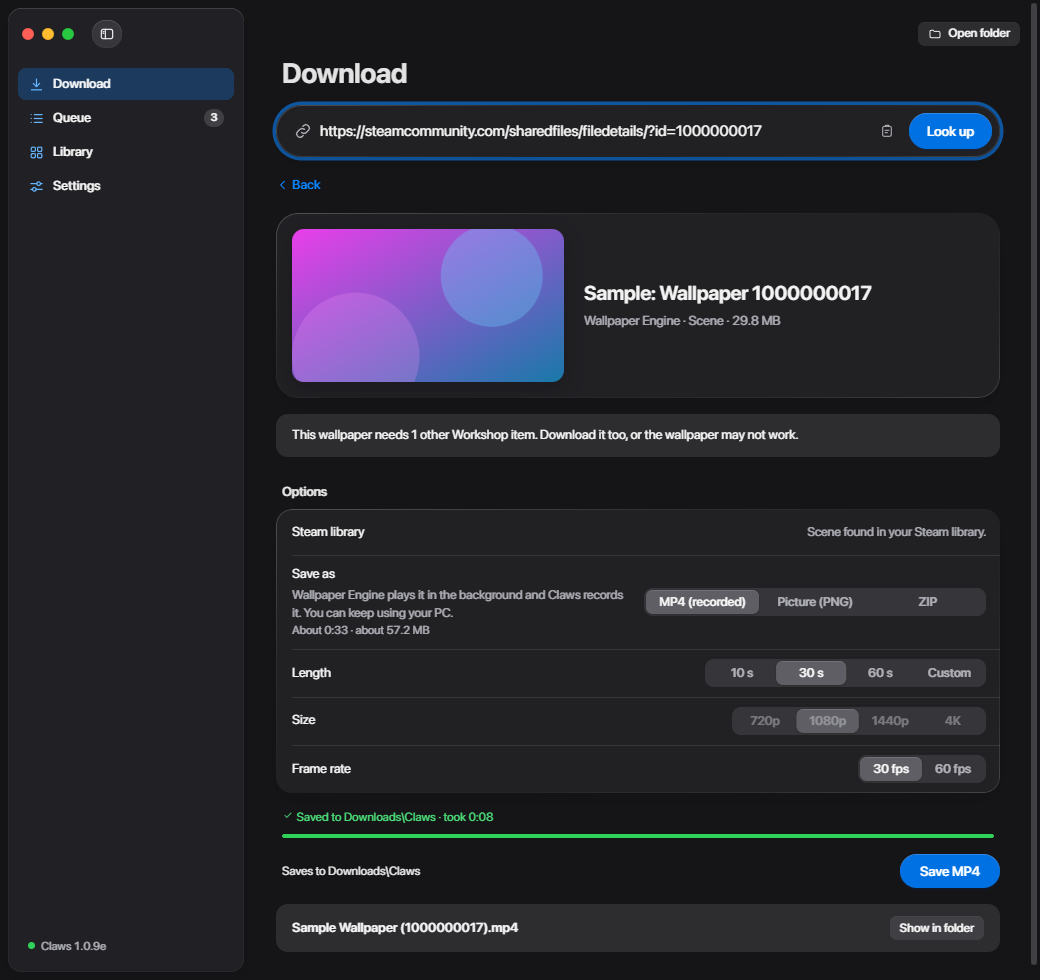 Open folder
Download
Download
https://steamcommunity.com/sharedfiles/filedetails/?id=1000000017
Look up
Queue
3
Library
Settings
Back
Sample: Wallpaper 1000000017
Wallpaper Engine · Scene · 29.8 MB
This wallpaper needs 1 other Workshop item. Download it too, or the wallpaper may not work.
Options
Steam library
Scene found in your Steam library.
Save as
Wallpaper Engine plays it in the background and Claws records
it. You can keep using your PC.
About 0:33 · about 57.2 MB
MP4 (recorded)
Picture (PNG)
ZIP
Length
10 s
30 s
60 s
Custom
Size
720p
1080p
1440p
4K
Frame rate
30 fps
60 fps
Saved to Downloads\Claws · took 0:08
Saves to Downloads\Claws
Save MP4
Sample Wallpaper (1000000017).mp4
Show in folder
Claws 1.0.9e